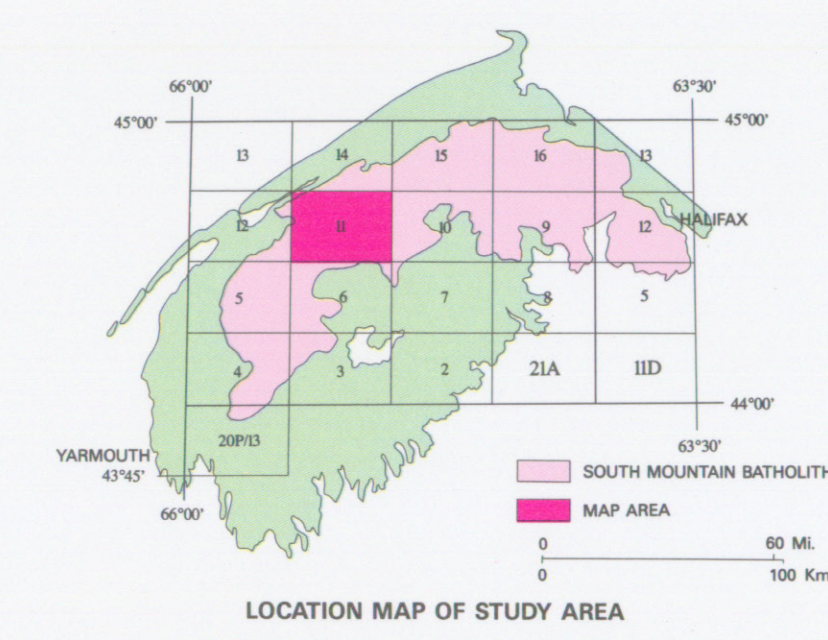 66°00' 63°30'
45°00' 45°00'
13 14 15 16 13
12 11 10 9 12
HALIFAX
5 6 7 8 5
4 3 2 21A 11D
44°00'
20P/13
63°30'
YARMOUTH
43°45'
66°00'
SOUTH MOUNTAIN BATHOLITH
MAP AREA
0 60 Mi.
0 100 Km
LOCATION MAP OF STUDY AREA